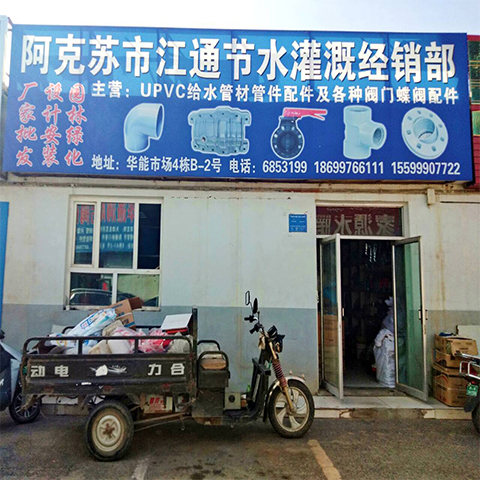 阿克苏市江通节水灌溉经销部
主营：UPVC给水管材管件配件及各种阀门蝶阀配件
厂家批发
设计安装
园林绿化
地址：华能市场4栋B-2号 电话：6853199 18699766111 15599907722
动电 力合